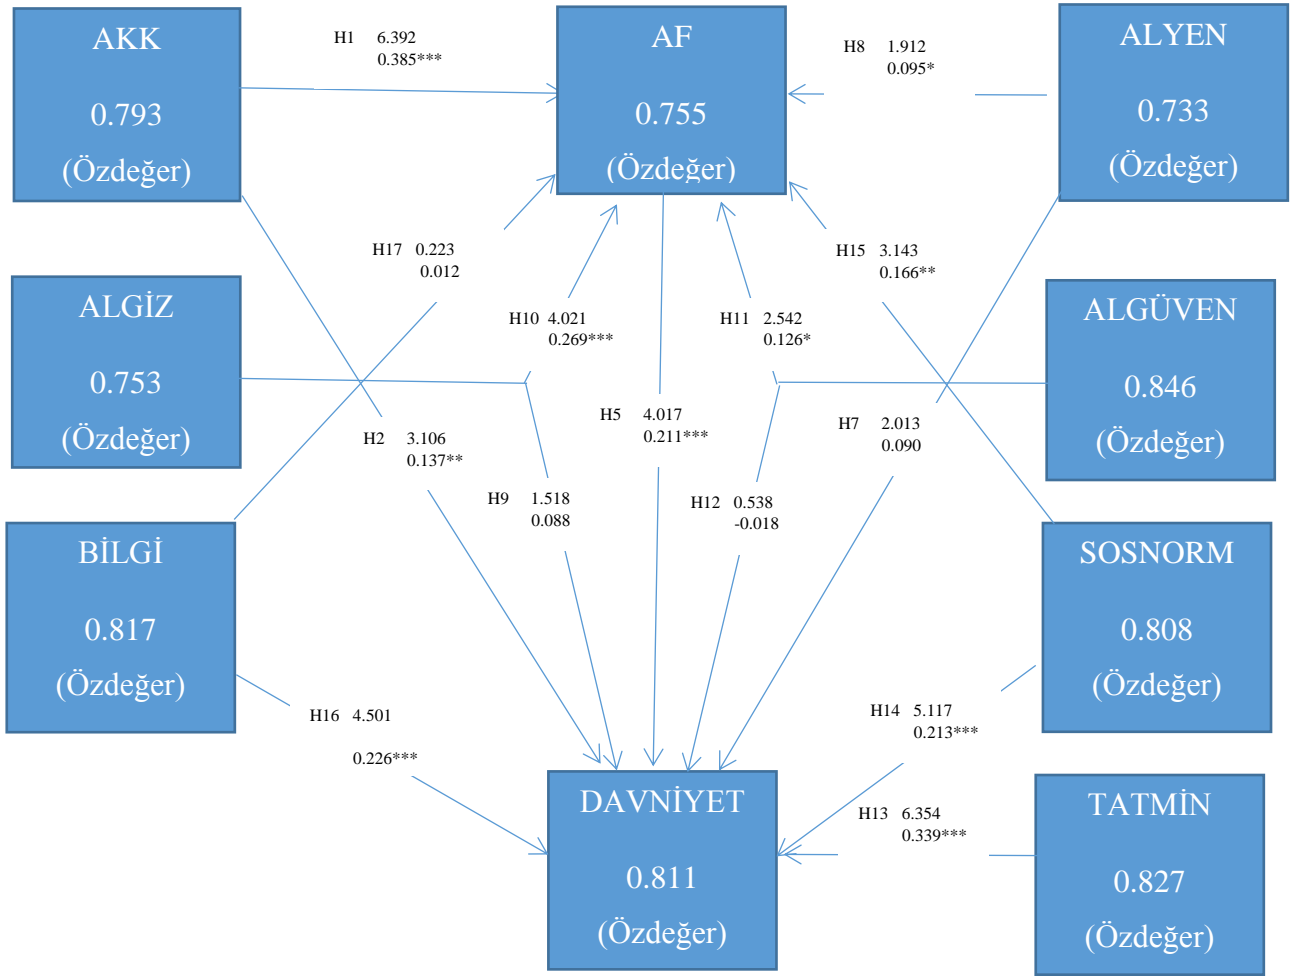 AKK
0.793
(Özdeğer)
H1 6.392
0.385***
AF
0.755
(Özdeğer)
H8 1.912
0.095*
ALYEN
0.733
(Özdeğer)
H17 0.223
0.012
H15 3.143
0.166**
ALGİZ
0.753
(Özdeğer)
H10 4.021
0.269***
H11 2.542
0.126*
ALGÜVEN
0.846
(Özdeğer)
H2 3.106
0.137**
H5 4.017
0.211***
H7 2.013
0.090
H9 1.518
0.088
H12 0.538
-0.018
BİLGİ
0.817
(Özdeğer)
SOSNORM
0.808
(Özdeğer)
H16 4.501
0.226***
H14 5.117
0.213***
DAVNİYET
0.811
(Özdeğer)
H13 6.354
0.339***
TATMİN
0.827
(Özdeğer)